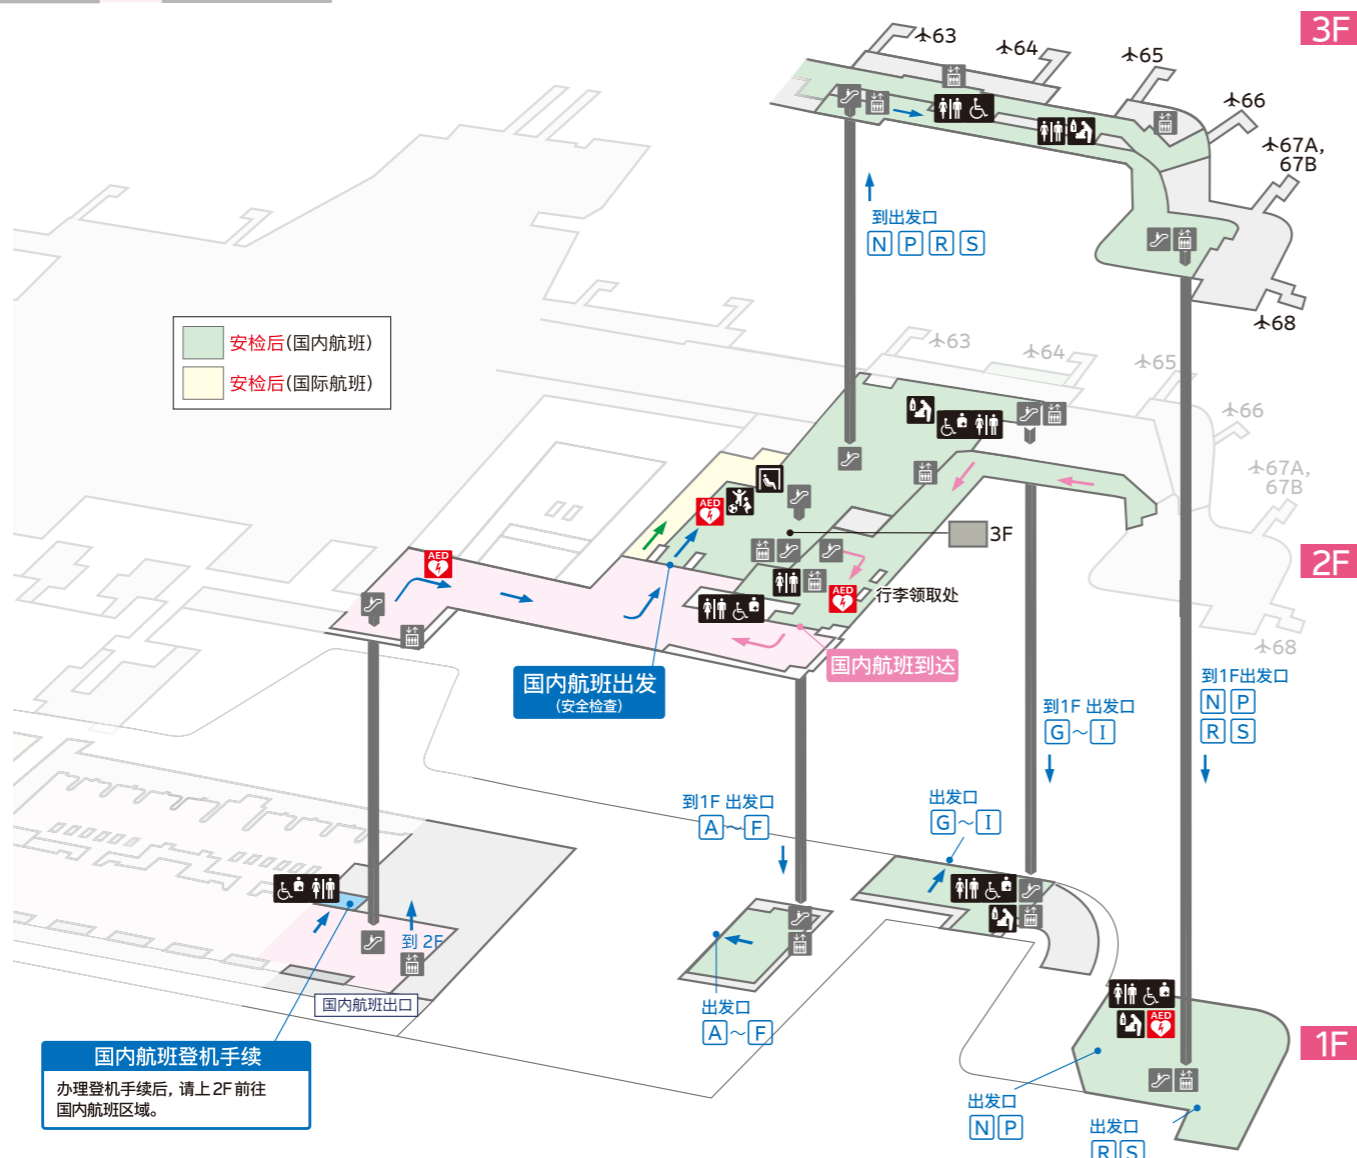 3F
63
64
65
66
67A,
67B
68
到出发口
N P R S
安检后(国内航班)
安检后(国际航班)
63
64
65
66
67A,
67B
68
AED
3F
2F
AED
AED
行李领取处
国内航班到达
国内航班出发
(安全检查)
到1F出发口
N P
R S
到1F 出发口
G～I
到1F 出发口
A～F
出发口
G～I
到 2F
国内航班出口
出发口
A～F
AED
1F
国内航班登机手续
办理登机手续后, 请上2F前往
国内航班区域。
出发口
N P
出发口
R S